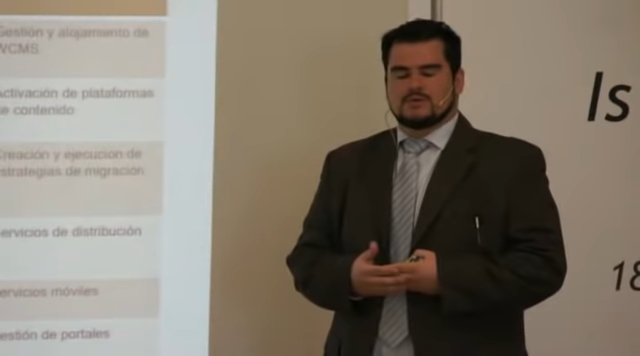 Gestión y alojamiento de
WCMS
Activación de plataformas
de contenido
Creación y ejecución de
estrategias de migración
ervicios de distribución
ervicios móviles
estión de portales
Is
18